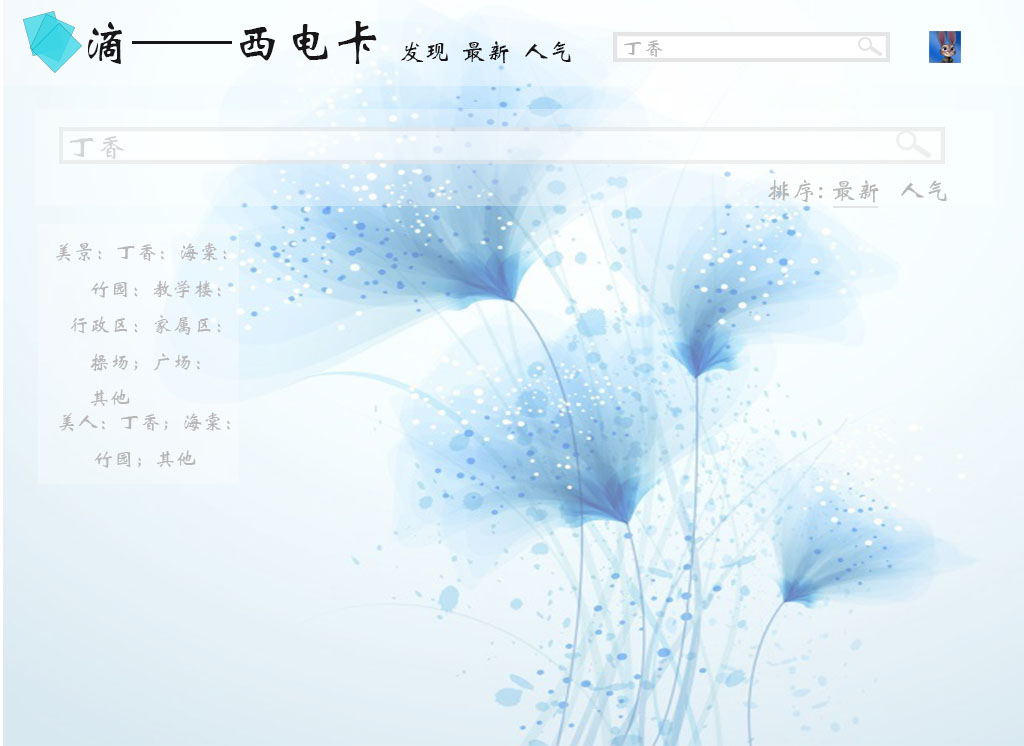 滴——西电卡 发现 最新 人气 丁香
丁香
排序: 最新 人气
美景: 丁香; 海棠;
竹园; 教学楼;
行政区; 家属区;
操场; 广场;
其他
美人: 丁香; 海棠;
竹园; 其他